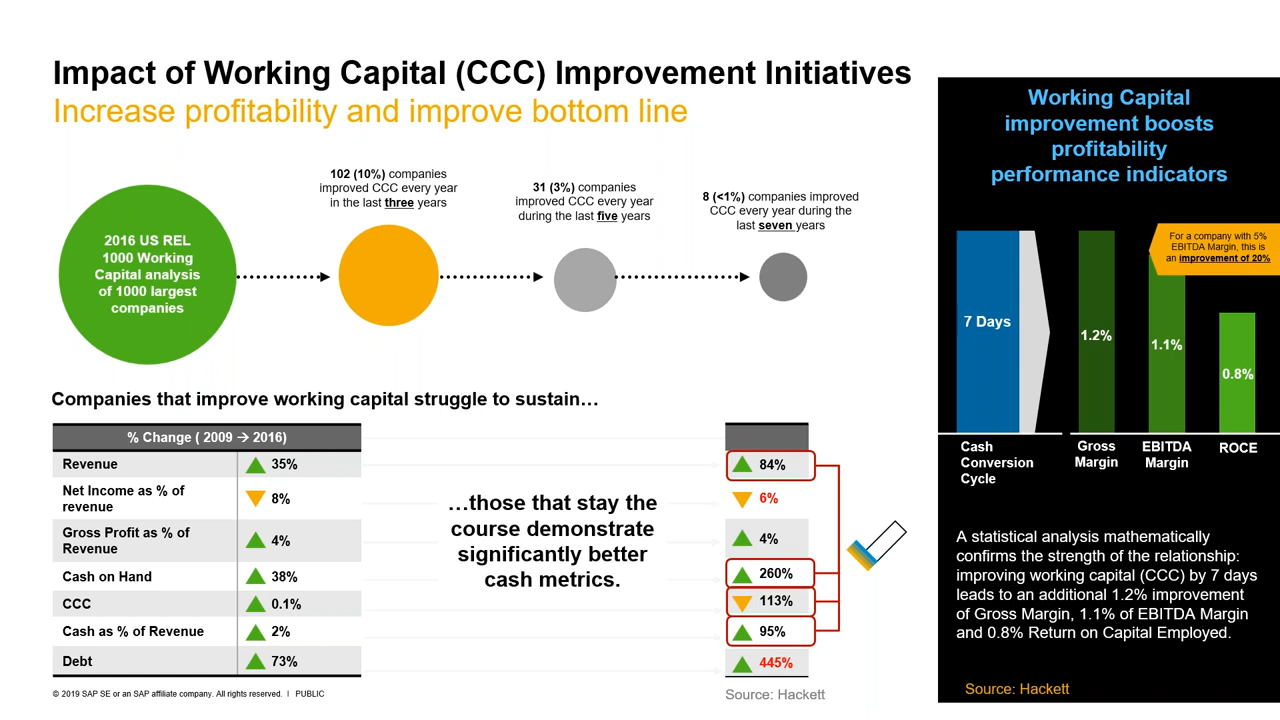 Impact of Working Capital (CCC) Improvement Initiatives
Increase profitability and improve bottom line
2016 US REL
1000 Working
Capital analysis
of 1000 largest
companies
102 (10%) companies
improved CCC every year
in the last three years
31 (3%) companies
improved CCC every year
during the last five years
8 (<1%) companies improved
CCC every year during the
last seven years
Companies that improve working capital struggle to sustain…
% Change ( 2009 → 2016)
Revenue 35%
Net Income as % of
revenue 8%
Gross Profit as % of
Revenue 4%
Cash on Hand 38%
CCC 0.1%
Cash as % of Revenue 2%
Debt 73%
…those that stay the
course demonstrate
significantly better
cash metrics.
84%
6%
4%
260%
113%
95%
445%
Source: Hackett
© 2019 SAP SE or an SAP affiliate company. All rights reserved. | PUBLIC
Working Capital
improvement boosts
profitability
performance indicators
For a company with 5%
EBITDA Margin, this is
an improvement of 20%
7 Days
1.2%
1.1%
0.8%
Cash
Conversion
Cycle
Gross
Margin
EBITDA
Margin
ROCE
A statistical analysis mathematically
confirms the strength of the relationship:
improving working capital (CCC) by 7 days
leads to an additional 1.2% improvement
of Gross Margin, 1.1% of EBITDA Margin
and 0.8% Return on Capital Employed.
Source: Hackett